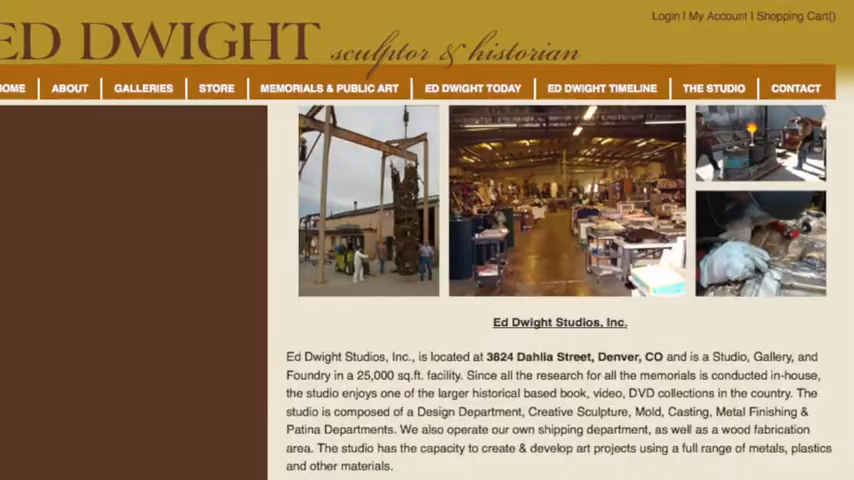 Login | My Account | Shopping Cart()
ED DWIGHT sculptor & historian
HOME ABOUT GALLERIES STORE MEMORIALS & PUBLIC ART ED DWIGHT TODAY ED DWIGHT TIMELINE THE STUDIO CONTACT
Ed Dwight Studios, Inc.
Ed Dwight Studios, Inc., is located at 3824 Dahlia Street, Denver, CO and is a Studio, Gallery, and
Foundry in a 25,000 sq.ft. facility. Since all the research for all the memorials is conducted in-house,
the studio enjoys one of the larger historical based book, video, DVD collections in the country. The
studio is composed of a Design Department, Creative Sculpture, Mold, Casting, Metal Finishing &
Patina Departments. We also operate our own shipping department, as well as a wood fabrication
area. The studio has the capacity to create & develop art projects using a full range of metals, plastics
and other materials.